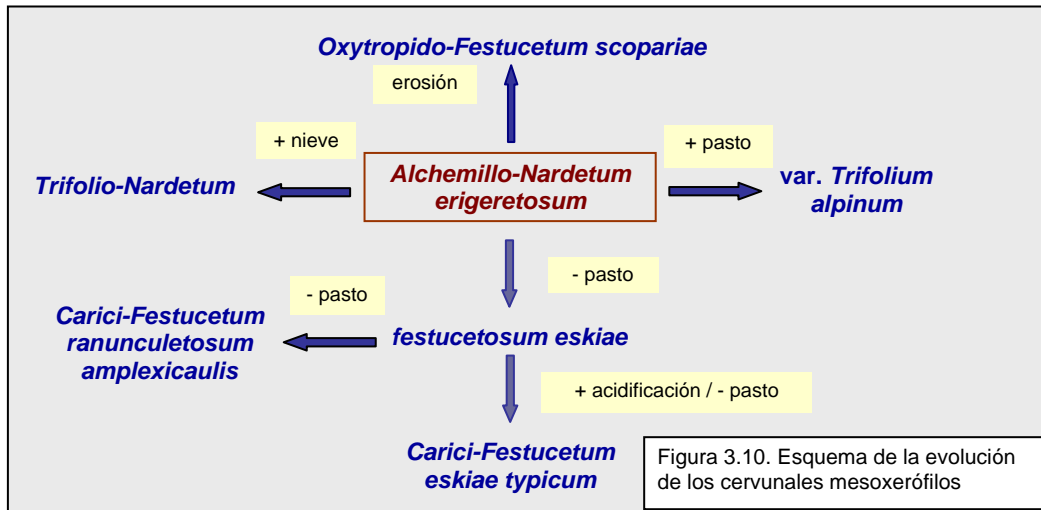 Oxytropido-Festucetum scopariae
erosión
+ nieve
+ pasto
Trifolio-Nardetum
Alchemillo-Nardetum
erigeretosum
var. Trifolium
alpinum
- pasto
- pasto
Carici-Festucetum
ranunculetosum
amplexicaulis
festucetosum eskiae
+ acidificación / - pasto
Carici-Festucetum
eskiae typicum
Figura 3.10. Esquema de la evolución
de los cervunales mesoxerófilos